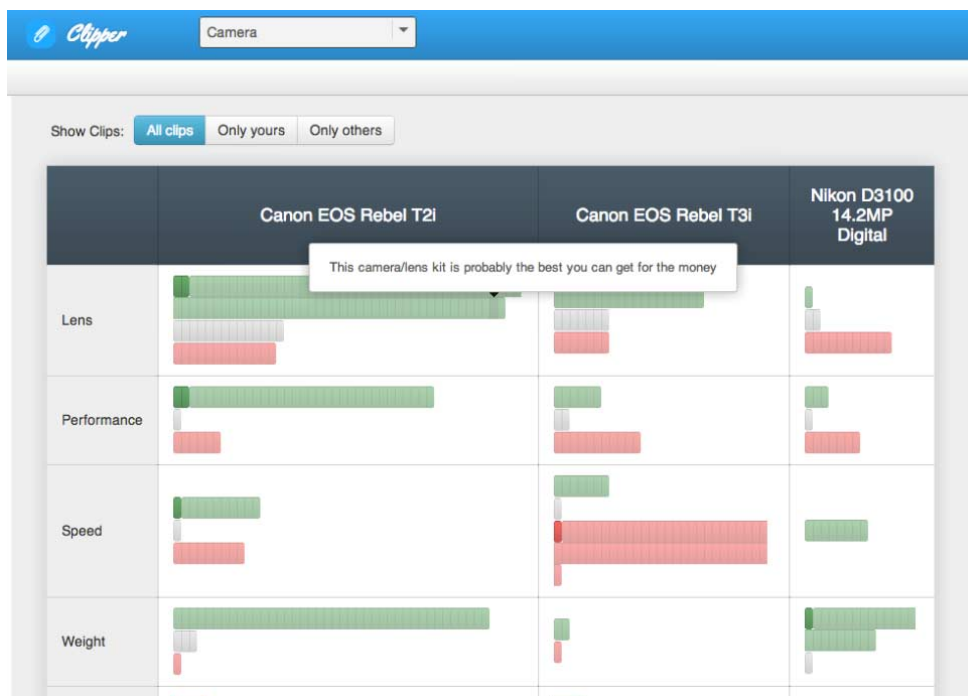 Clipper
Camera
Show Clips:
All clips
Only yours
Only others
Canon EOS Rebel T2i
Canon EOS Rebel T3i
Nikon D3100
14.2MP
Digital
This camera/lens kit is probably the best you can get for the money
Lens
Performance
Speed
Weight